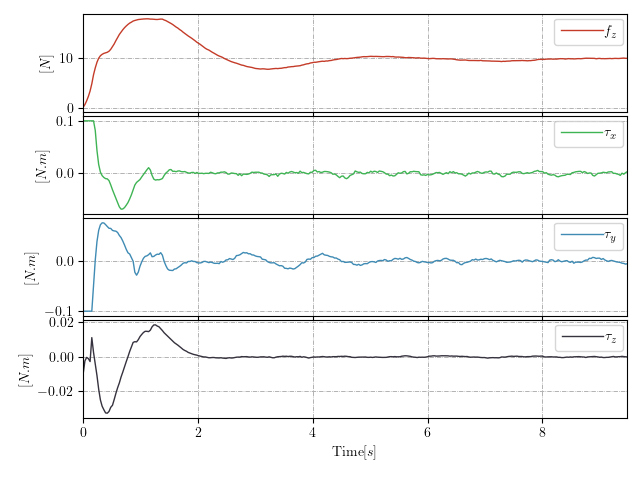 [N]
10
0
f_z
[N.m]
0.1
0.0
τ_x
[N.m]
0.0
−0.1
τ_y
[N.m]
0.02
0.00
−0.02
τ_z
0 2 4 6 8
Time[s]